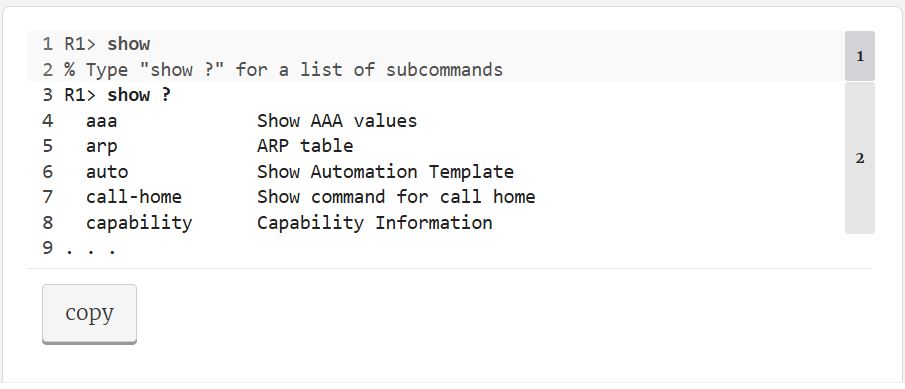 1 R1> show
2 % Type "show ?" for a list of subcommands
3 R1> show ?
4   aaa             Show AAA values
5   arp             ARP table
6   auto            Show Automation Template
7   call-home       Show command for call home
8   capability      Capability Information
9 . . .
1
2
copy